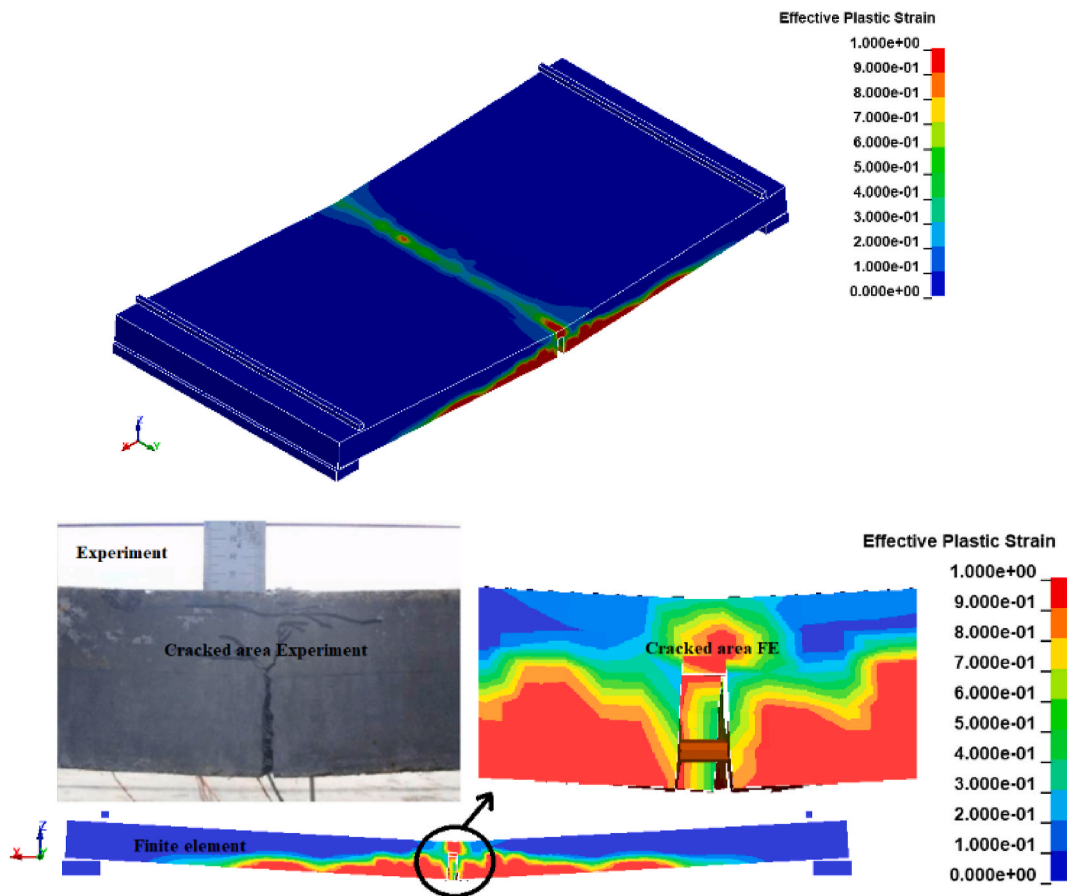 Effective Plastic Strain
1.000e+00
9.000e-01
8.000e-01
7.000e-01
6.000e-01
5.000e-01
4.000e-01
3.000e-01
2.000e-01
1.000e-01
0.000e+00
Z
X
Y
Experiment
Cracked area Experiment
Cracked area FE
Effective Plastic Strain
1.000e+00
9.000e-01
8.000e-01
7.000e-01
6.000e-01
5.000e-01
4.000e-01
3.000e-01
2.000e-01
1.000e-01
0.000e+00
Z
X
Y
Finite element